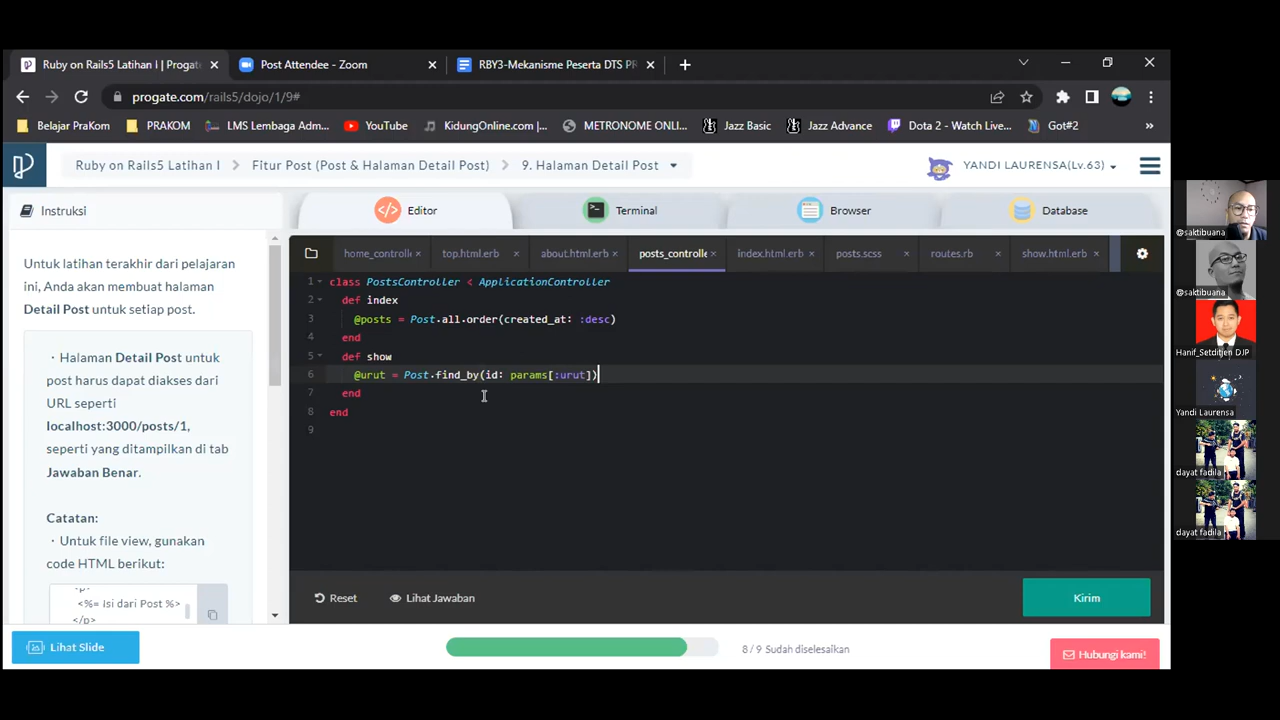 Ruby on Rails5 Latihan I | Progate
Post Attendee - Zoom
RBY3-Mekanisme Peserta DTS PR
progate.com/rails5/dojo/1/9#
Belajar PraKom
PRAKOM
LMS Lembaga Adm...
YouTube
KidungOnline.com |...
METRONOME ONLI...
Jazz Basic
Jazz Advance
Dota 2 - Watch Live...
Got#2
»
Ruby on Rails5 Latihan I
Fitur Post (Post & Halaman Detail Post)
9. Halaman Detail Post
YANDI LAURENSA(Lv.63)
Instruksi
Editor
Terminal
Browser
Database
Untuk latihan terakhir dari pelajaran
ini, Anda akan membuat halaman
Detail Post untuk setiap post.
・Halaman Detail Post untuk
post harus dapat diakses dari
URL seperti
localhost:3000/posts/1,
seperti yang ditampilkan di tab
Jawaban Benar.
Catatan:
・Untuk file view, gunakan
code HTML berikut:
<%= Isi dari Post %>
</p>
Lihat Slide
home_controlle
top.html.erb
about.html.erb
posts_controlle
index.html.erb
posts.scss
routes.rb
show.html.erb
1 class PostsController < ApplicationController
2 def index
3 @posts = Post.all.order(created_at: :desc)
4 end
5 def show
6 @urut = Post.find_by(id: params[:urut])
7 end
8 end
9
Reset
Lihat Jawaban
Kirim
8 / 9 Sudah diselesaikan
Hubungi kami!
@saktibuana
@saktibuana
Hanif_Setditjen DJP
Yandi Laurensa
dayat fadila
dayat fadila